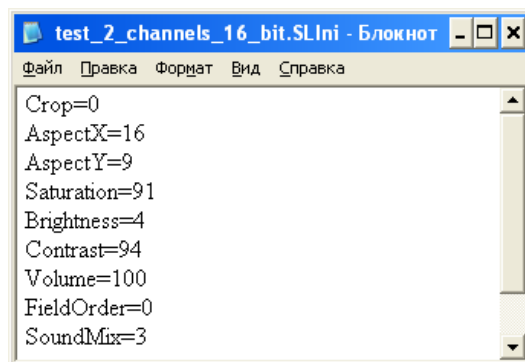 test_2_channels_16_bit.SLIni - Блокнот
Файл Правка Формат Вид Справка
Crop=0
AspectX=16
AspectY=9
Saturation=91
Brightness=4
Contrast=94
Volume=100
FieldOrder=0
SoundMix=3